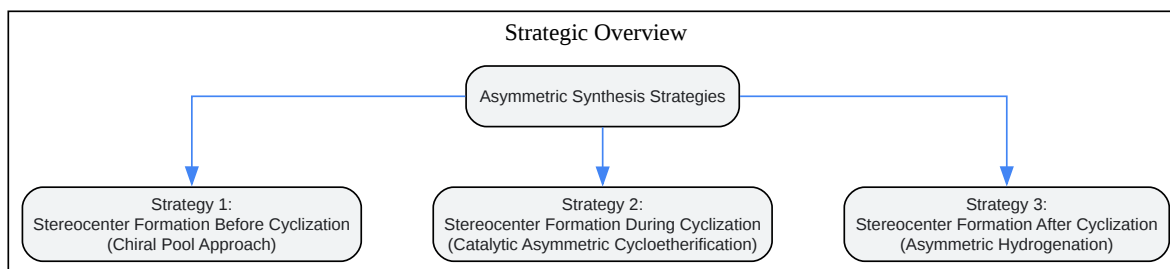 Strategic Overview
Asymmetric Synthesis Strategies
Strategy 1:
Stereocenter Formation Before Cyclization
(Chiral Pool Approach)
Strategy 2:
Stereocenter Formation During Cyclization
(Catalytic Asymmetric Cycloetherification)
Strategy 3:
Stereocenter Formation After Cyclization
(Asymmetric Hydrogenation)